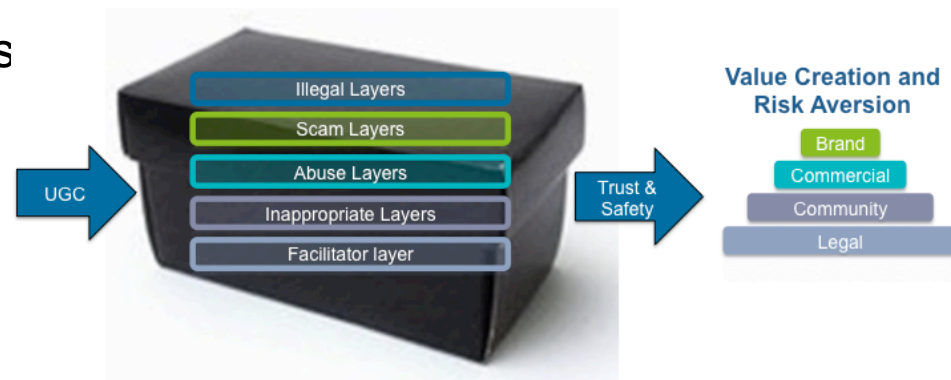 s
UGC
Illegal Layers
Scam Layers
Abuse Layers
Inappropriate Layers
Facilitator layer
Trust &
Safety
Value Creation and
Risk Aversion
Brand
Commercial
Community
Legal